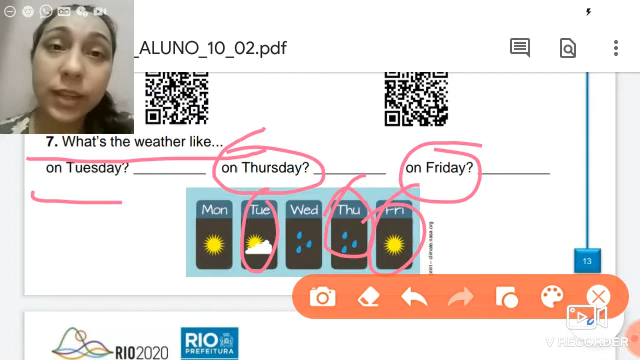 _ALUNO_10_02.pdf
7. What's the weather like...
on Tuesday? __________ on Thursday? __________ on Friday? __________
Mon Tue Wed Thu Fri
13
RIO2020
RIO
PREFEITURA
V RECORDER